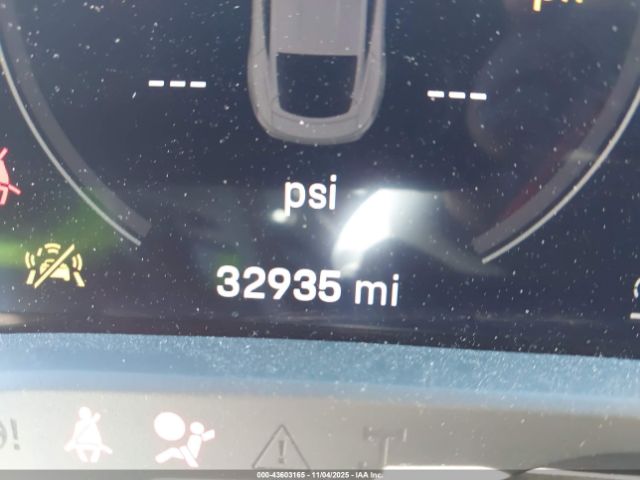 --- ---
psi
32935 mi
000-43603165 - 11/04/2025 - IAA Inc.